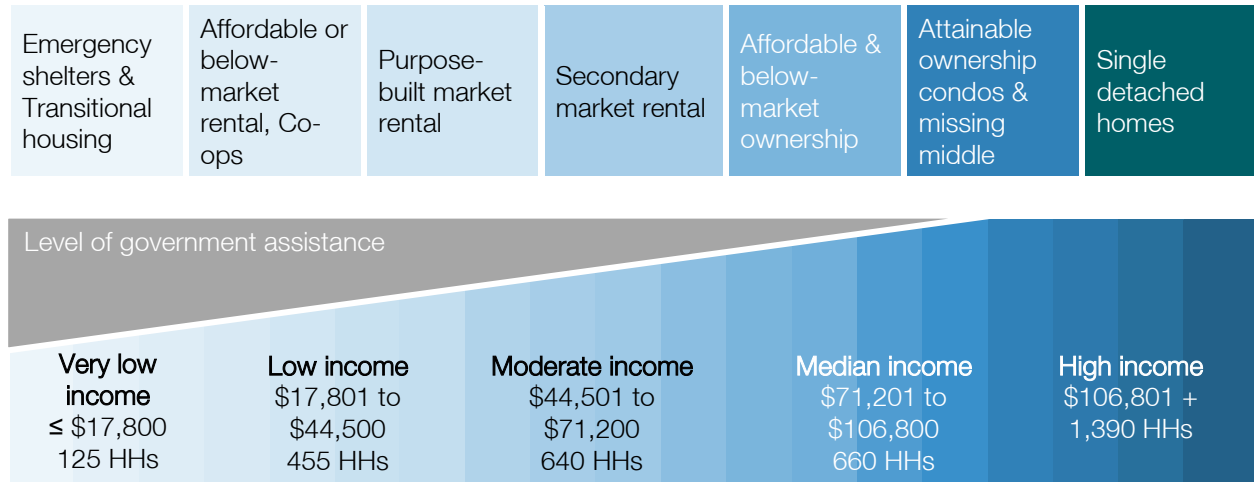 Emergency
shelters &
Transitional
housing
Affordable or
below-
market
rental, Co-
ops
Purpose-
built market
rental
Secondary
market rental
Affordable &
below-
market
ownership
Attainable
ownership
condos &
missing
middle
Single
detached
homes
Level of government assistance
Very low
income
≤ $17,800
125 HHs
Low income
$17,801 to
$44,500
455 HHs
Moderate income
$44,501 to
$71,200
640 HHs
Median income
$71,201 to
$106,800
660 HHs
High income
$106,801 +
1,390 HHs